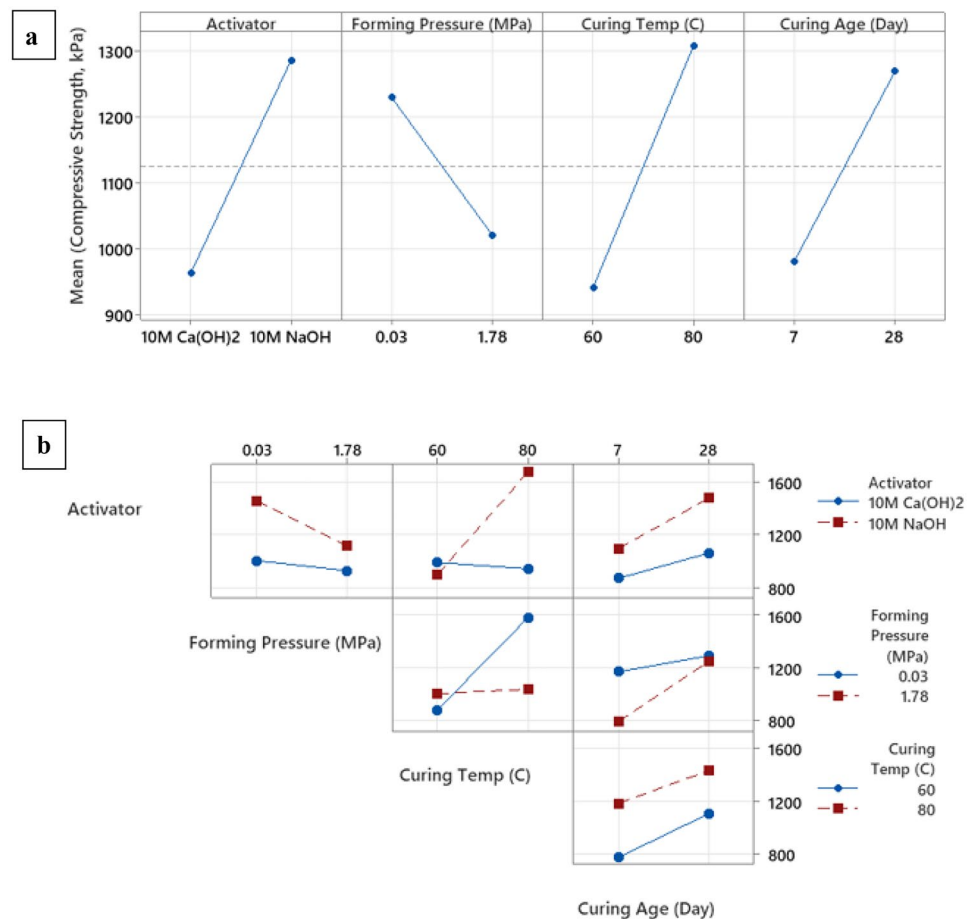 a
Activator Forming Pressure (MPa) Curing Temp (C) Curing Age (Day)
Mean (Compressive Strength, kPa)
1300
1200
1100
1000
900
10M Ca(OH)2 10M NaOH 0.03 1.78 60 80 7 28
b
0.03 1.78 60 80 7 28
Activator
1600
1200
800
Activator
10M Ca(OH)2
10M NaOH
Forming Pressure (MPa)
1600
1200
800
Forming
Pressure
(MPa)
0.03
1.78
Curing Temp (C)
1600
1200
800
Curing
Temp (C)
60
80
Curing Age (Day)